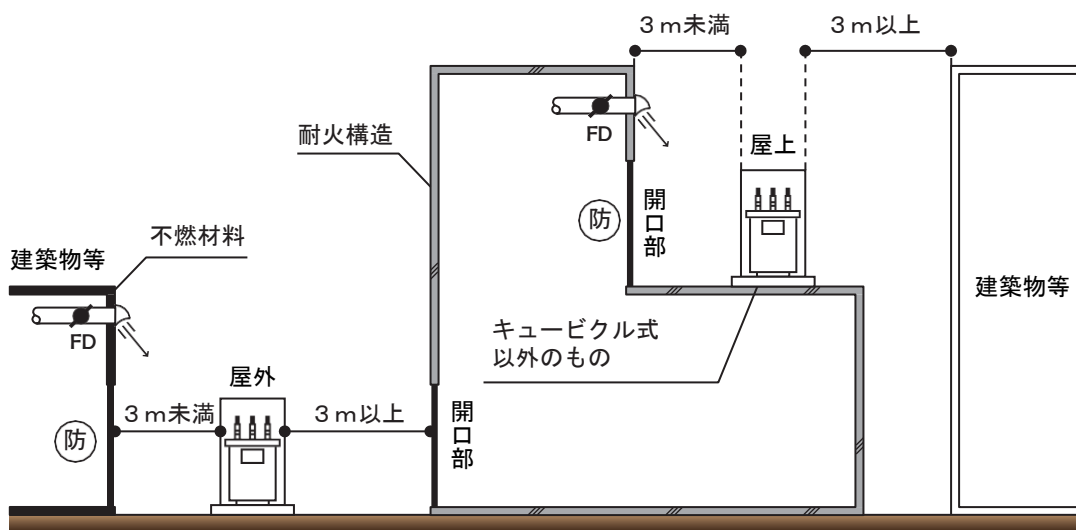 3m未満
3m以上
FD
屋上
耐火構造
開口部
防
不燃材料
建築物等
建築物等
FD
キュービクル式
以外のもの
屋外
3m未満
3m以上
開口部
防